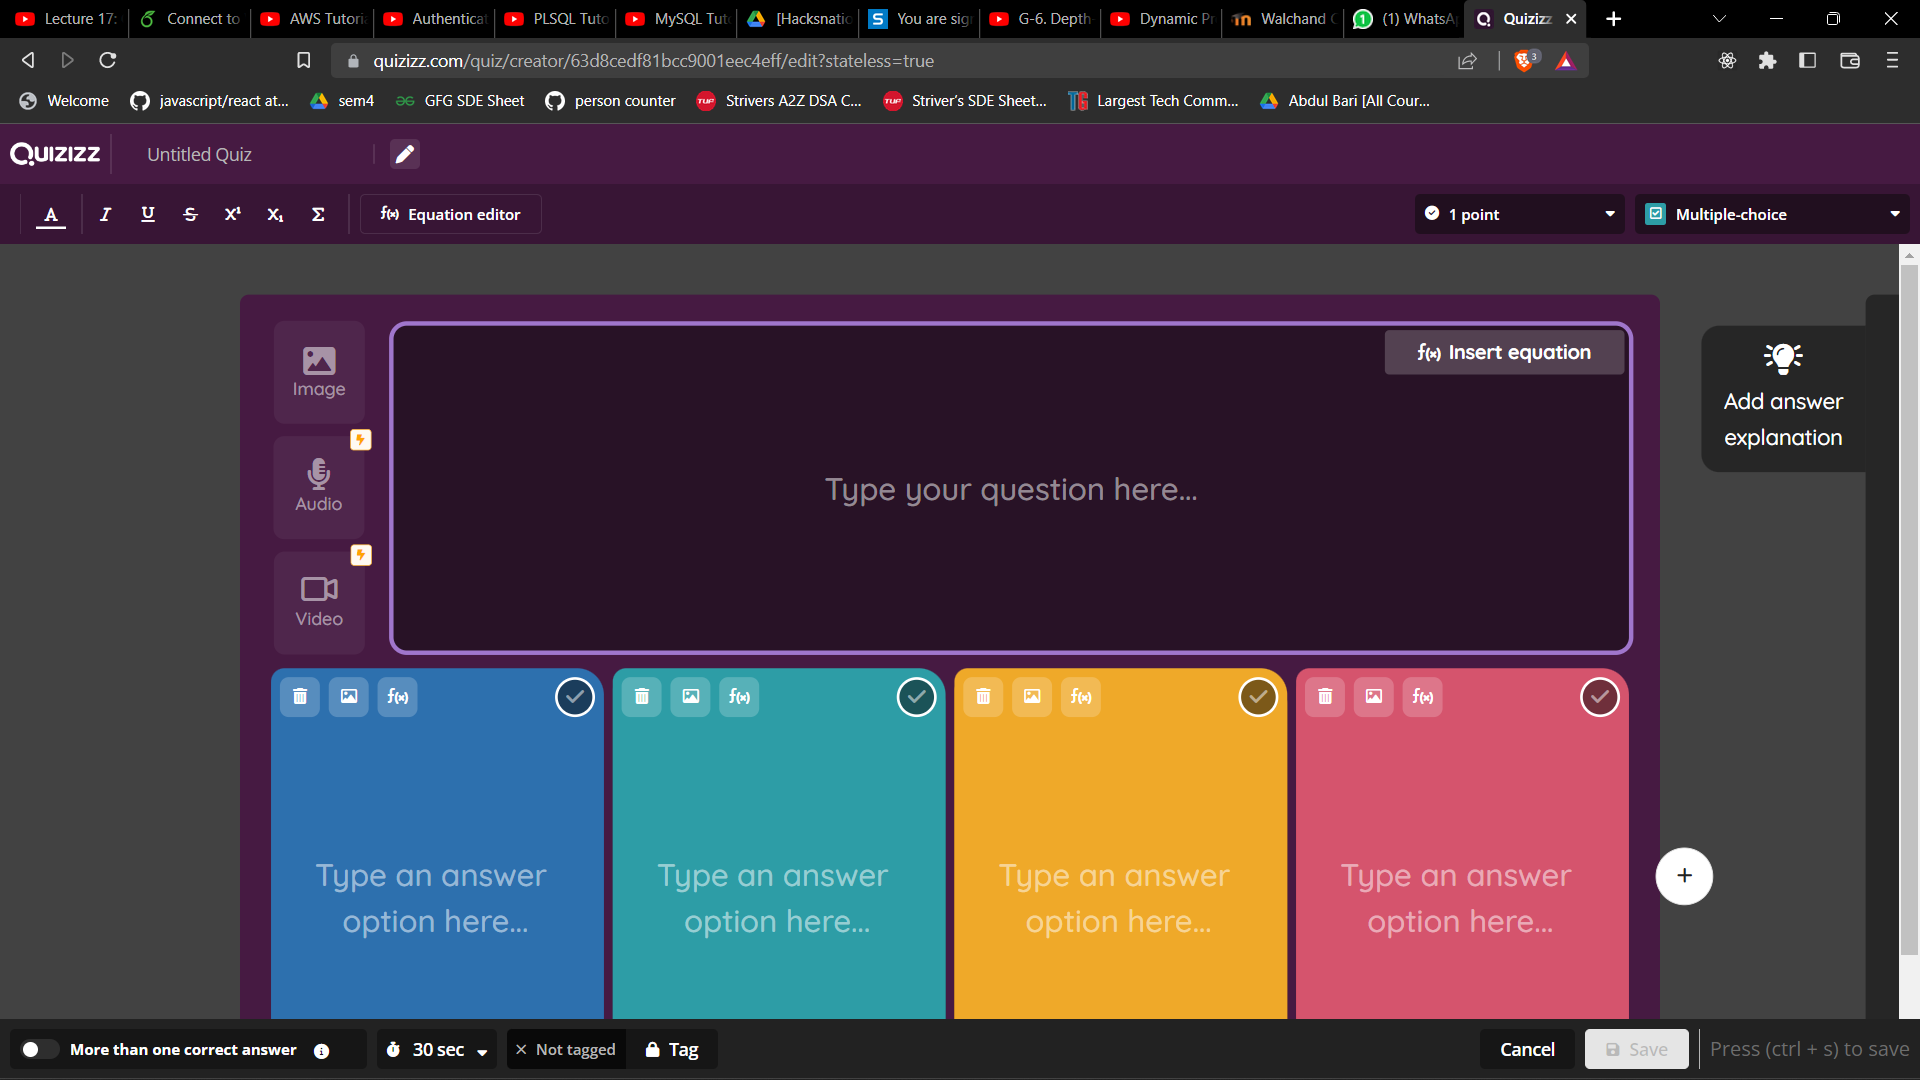 Lecture 17: Connect to AWS Tutori Authenticat PLSQL Tuto MySQL Tut [Hacksnatio You are sig G-6. Depth Dynamic Pr Walchand C (1) WhatsA Quizizz
quizizz.com/quiz/creator/63d8cedf81bcc9001eec4eff/edit?stateless=true 3
Welcome javascript/react at... sem4 GFG SDE Sheet person counter Strivers A2Z DSA C... Striver's SDE Sheet... Largest Tech Comm... Abdul Bari [All Cour...
Quizizz Untitled Quiz
A I U S X¹ X₁ Σ f(x) Equation editor 1 point Multiple-choice
f(x) Insert equation
Image
Add answer
explanation
Audio
Type your question here...
Video
f(x) f(x) f(x) f(x)
Type an answer
option here...
Type an answer
option here...
Type an answer
option here...
Type an answer
option here...
+
More than one correct answer 30 sec Not tagged Tag Cancel Save Press (ctrl + s) to save